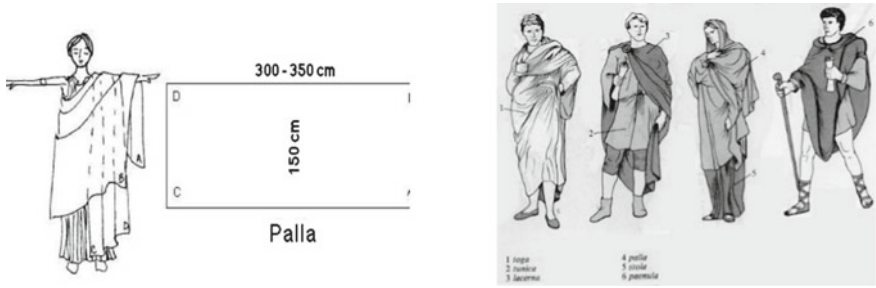 300 - 350 cm
D
150 cm
C
A
B
D
C
Palla
3
6
4
1
2
5
1 toga
2 tunica
3 lacerna
4 palla
5 stola
6 paenula